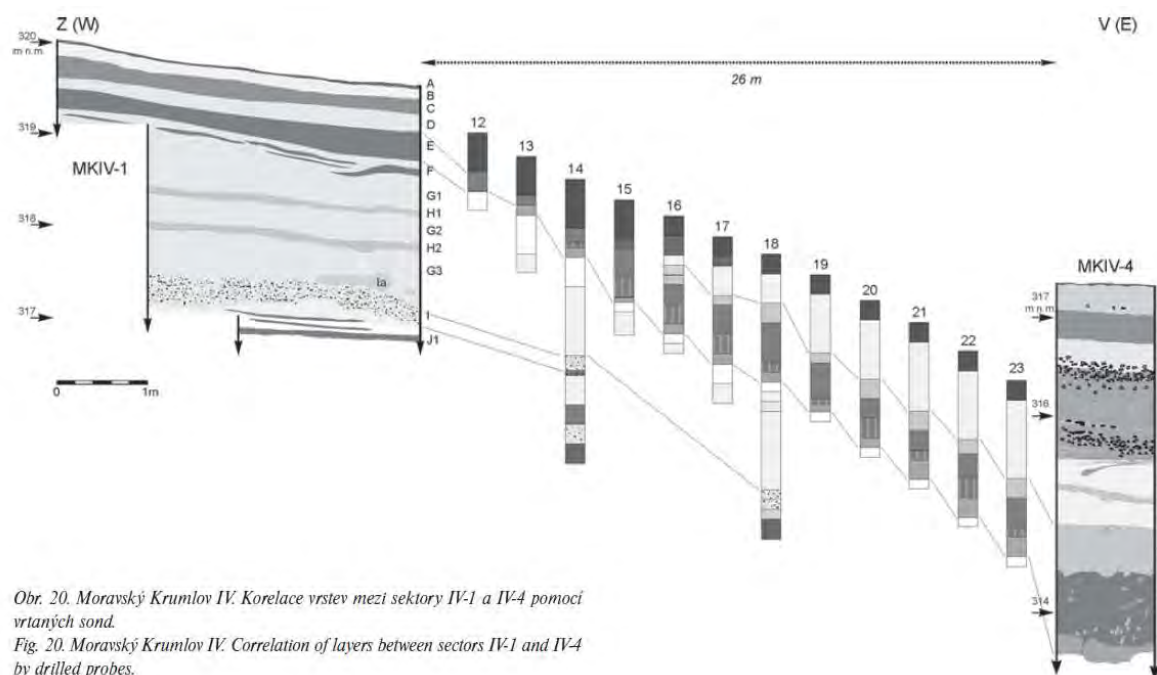 Z (W)
V (E)
320
m n.m.
319
318
317
MKIV-1
26 m
A
B
C
D
E
F
G1
H1
G2
H2
G3
Ia
I
J1
0 1m
12
13
14
15
16
17
18
19
20
21
22
23
MKIV-4
317
m n.m.
316
314
Obr. 20. Moravský Krumlov IV. Korelace vrstev mezi sektory IV-1 a IV-4 pomocí
vrtaných sond.
Fig. 20. Moravský Krumlov IV. Correlation of layers between sectors IV-1 and IV-4
by drilled probes.